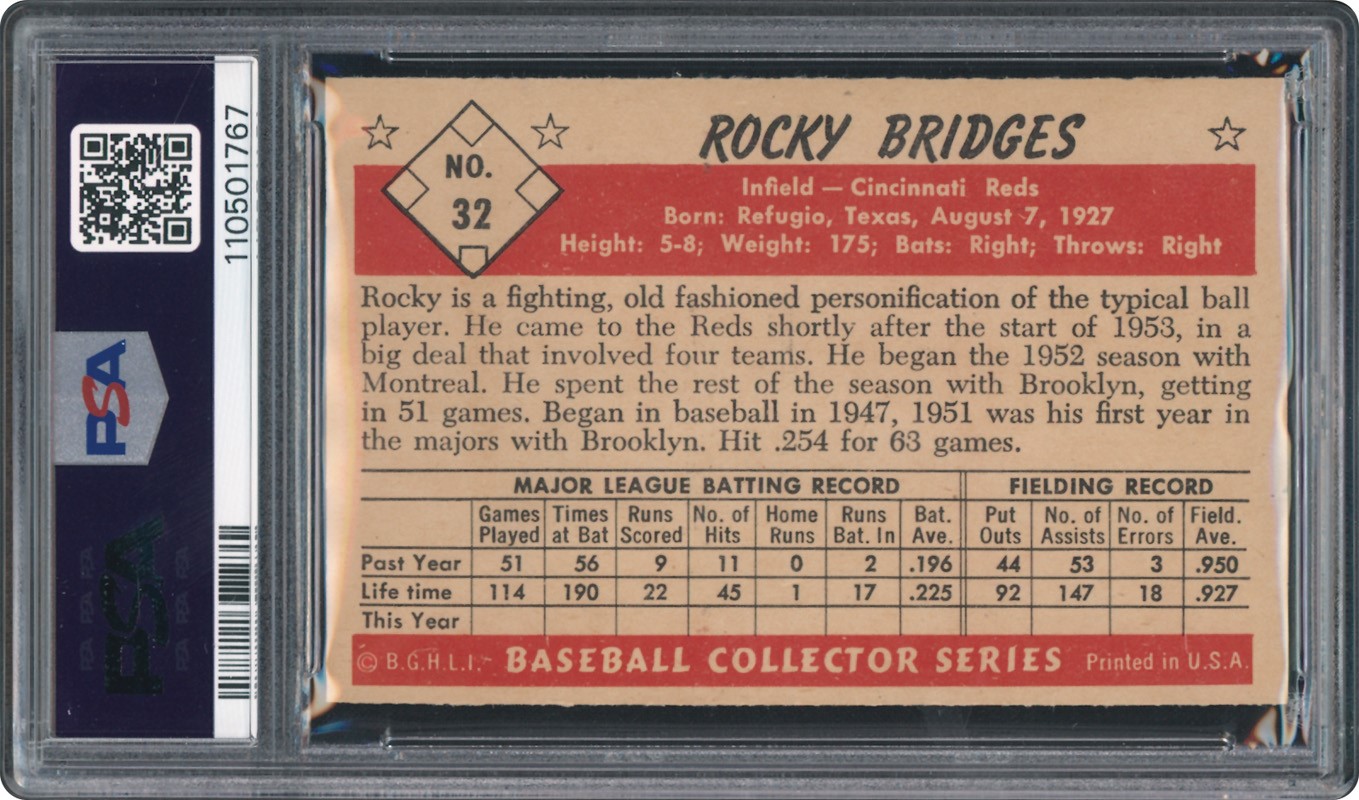 110501767
PSA
PSA
PSA PSA PSA
PSA PSA PSA
NO.
32
ROCKY BRIDGES
Infield — Cincinnati Reds
Born: Refugio, Texas, August 7, 1927
Height: 5-8; Weight: 175; Bats: Right; Throws: Right
Rocky is a fighting, old fashioned personification of the typical ball
player. He came to the Reds shortly after the start of 1953, in a
big deal that involved four teams. He began the 1952 season with
Montreal. He spent the rest of the season with Brooklyn, getting
in 51 games. Began in baseball in 1947, 1951 was his first year in
the majors with Brooklyn. Hit .254 for 63 games.
MAJOR LEAGUE BATTING RECORD FIELDING RECORD
Games Times Runs No. of Home Runs Bat. Put No. of No. of Field.
Played at Bat Scored Hits Runs Bat. In Ave. Outs Assists Errors Ave.
Past Year 51 56 9 11 0 2 .196 44 53 3 .950
Life time 114 190 22 45 1 17 .225 92 147 18 .927
This Year
© B.G.H.L.I. BASEBALL COLLECTOR SERIES Printed in U.S.A.